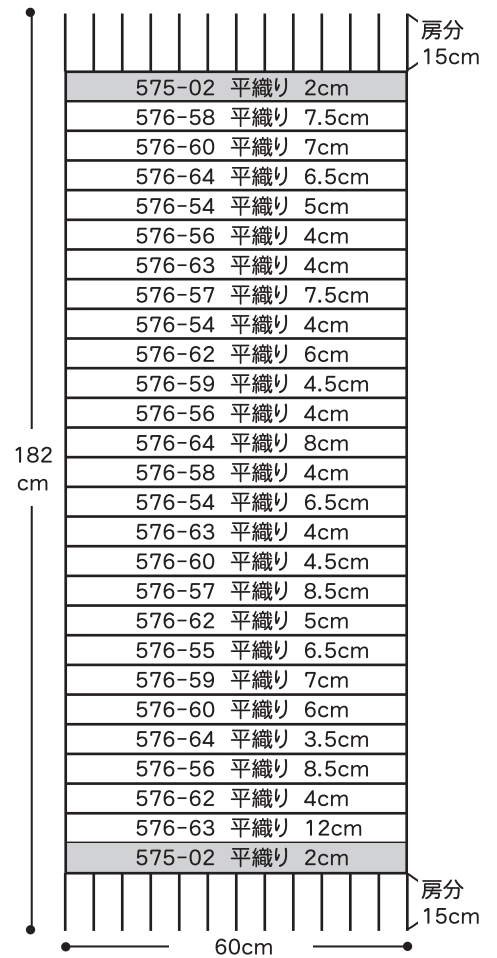 房分
15cm
575-02 平織り 2cm
576-58 平織り 7.5cm
576-60 平織り 7cm
576-64 平織り 6.5cm
576-54 平織り 5cm
576-56 平織り 4cm
576-63 平織り 4cm
576-57 平織り 7.5cm
576-54 平織り 4cm
576-62 平織り 6cm
576-59 平織り 4.5cm
576-56 平織り 4cm
576-64 平織り 8cm
182
cm
576-58 平織り 4cm
576-54 平織り 6.5cm
576-63 平織り 4cm
576-60 平織り 4.5cm
576-57 平織り 8.5cm
576-62 平織り 5cm
576-55 平織り 6.5cm
576-59 平織り 7cm
576-60 平織り 6cm
576-64 平織り 3.5cm
576-56 平織り 8.5cm
576-62 平織り 4cm
576-63 平織り 12cm
575-02 平織り 2cm
房分
15cm
60cm